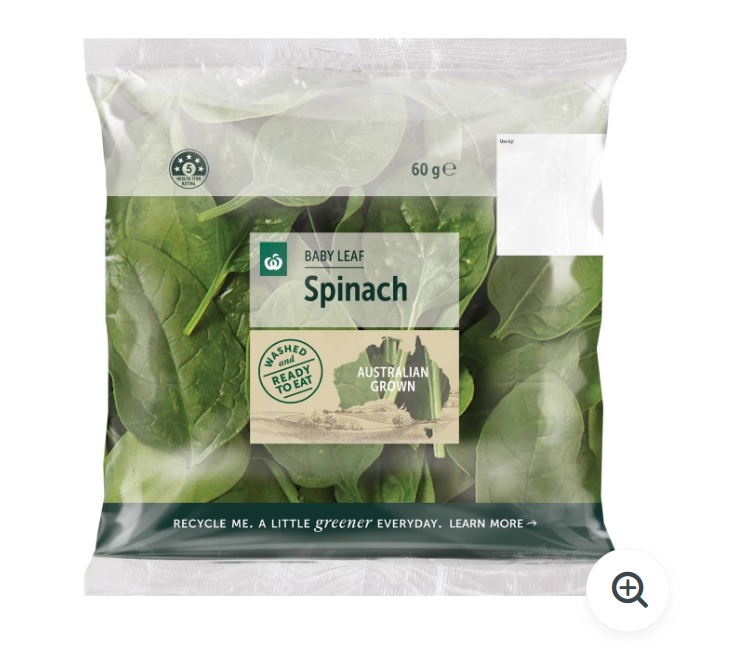 5
HEALTH STAR
RATING
60 g ℮
Use by:
BABY LEAF
Spinach
WASHED
and
READY
TO EAT
AUSTRALIAN
GROWN
RECYCLE ME. A LITTLE greener EVERYDAY. LEARN MORE →